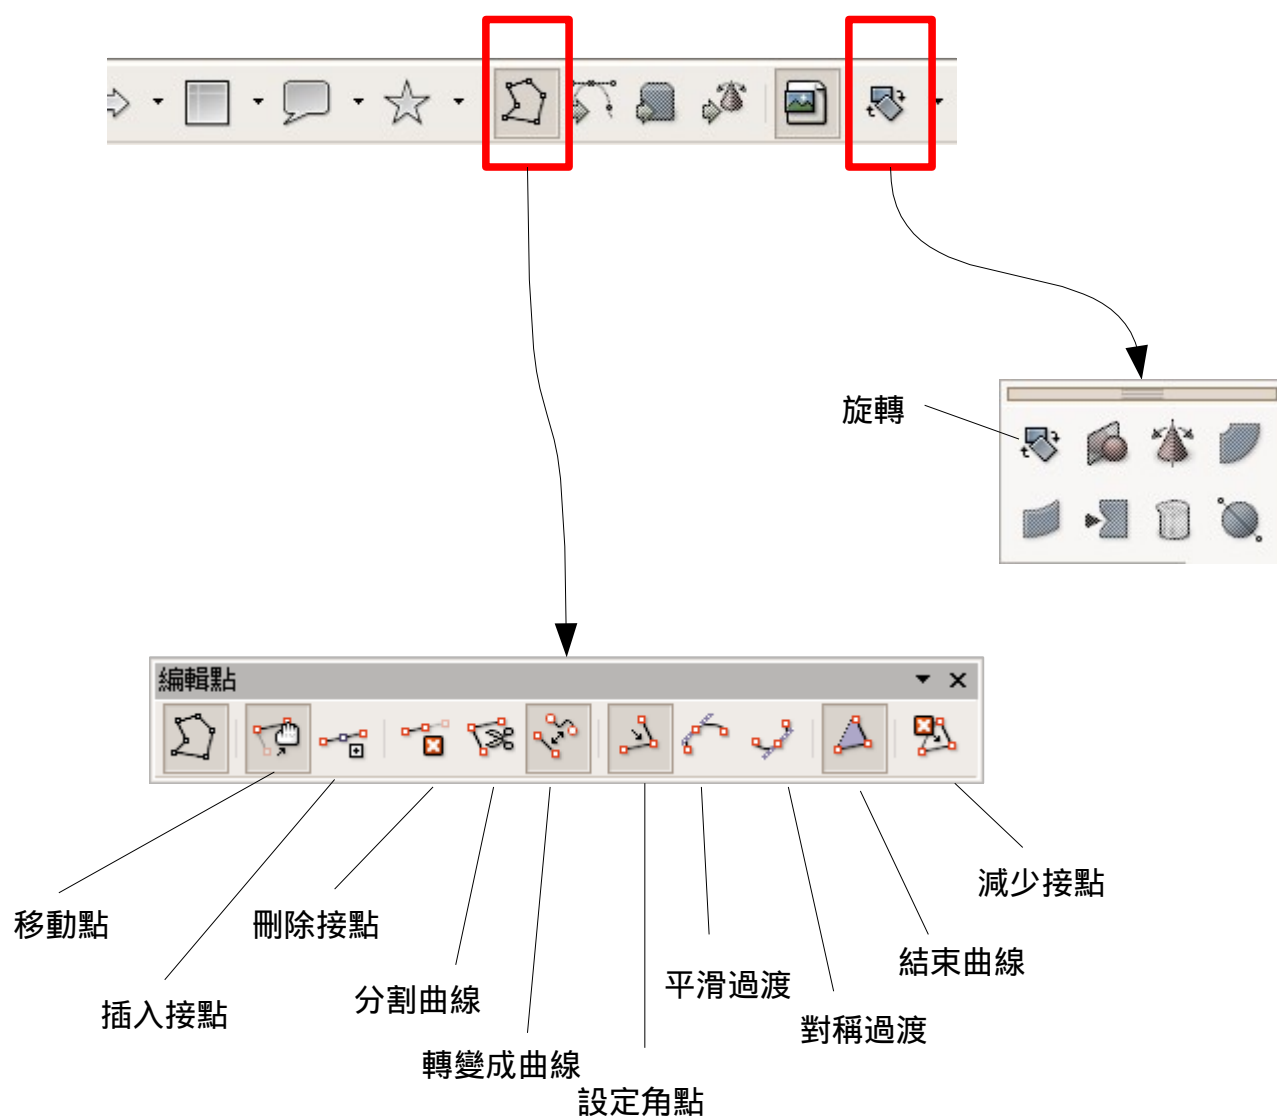 旋轉
編輯點
移動點
插入接點
刪除接點
分割曲線
轉變成曲線
設定角點
平滑過渡
對稱過渡
結束曲線
減少接點